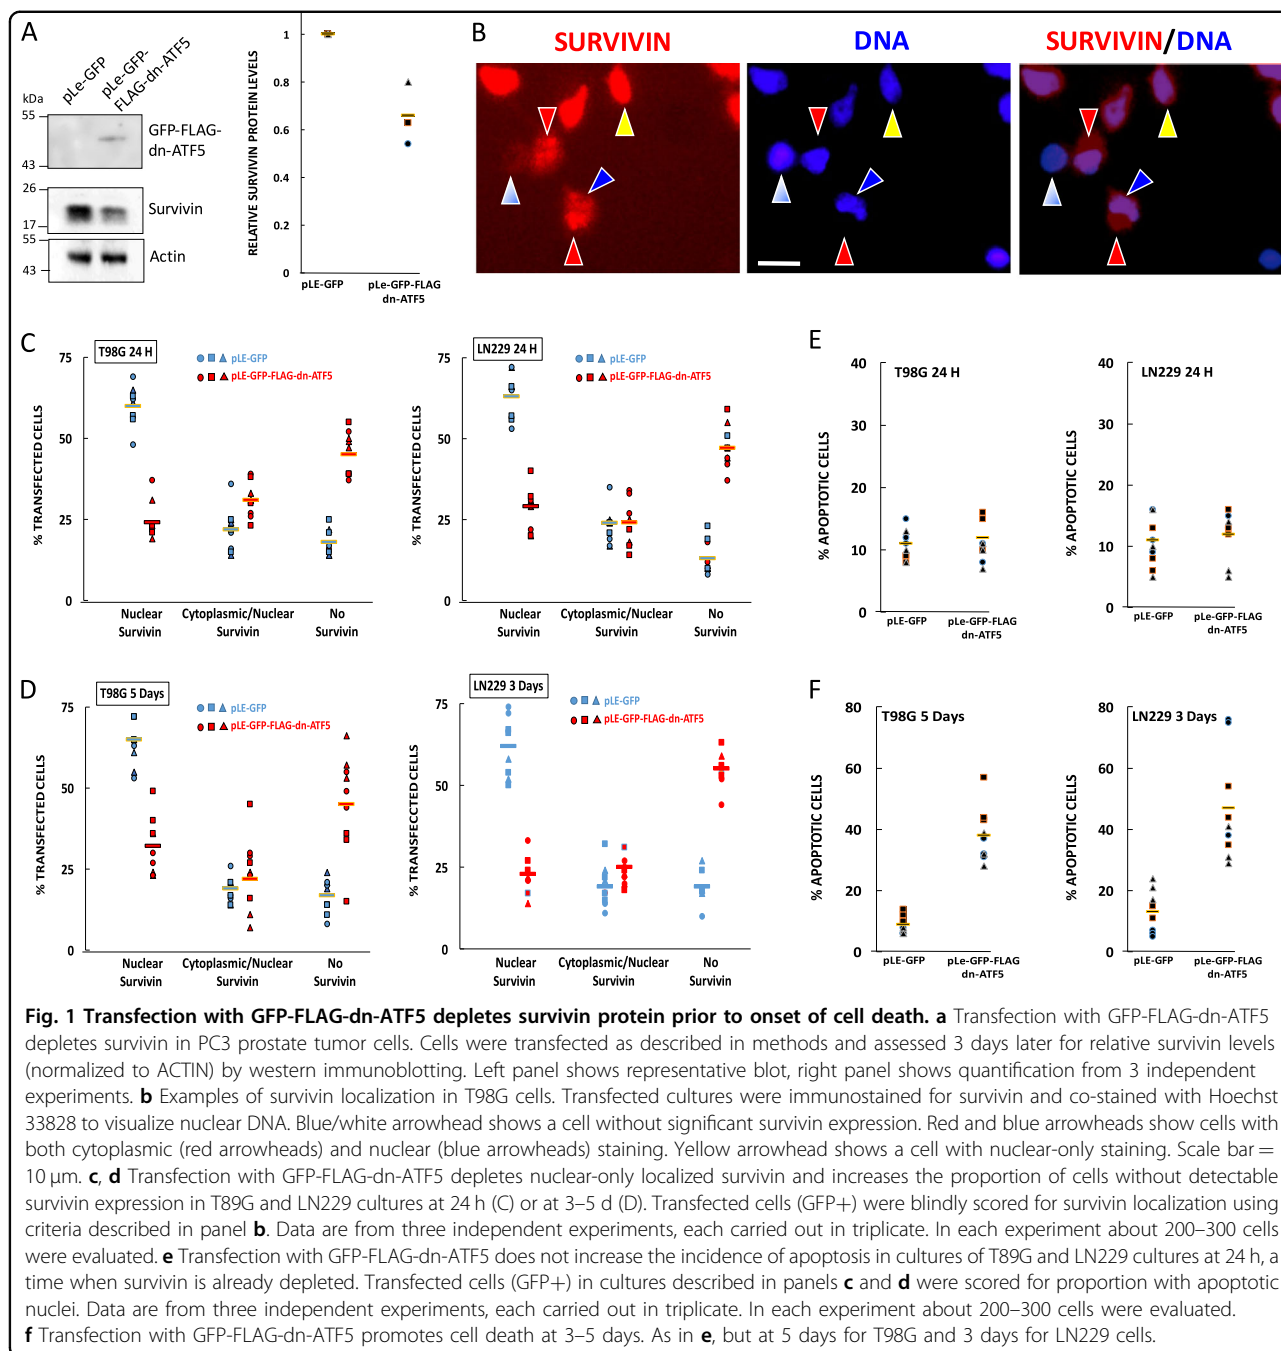 A
pLe-GFP
pLe-GFP-
FLAG-dn-ATF5
kDa
55
43
GFP-FLAG-
dn-ATF5
26
17
Survivin
55
43
Actin
RELATIVE SURVIVIN PROTEIN LEVELS
1
0.8
0.6
0.4
0.2
0
pLE-GFP
pLe-GFP-FLAG
dn-ATF5
B
SURVIVIN
DNA
SURVIVIN/DNA
C
T98G 24 H
pLE-GFP
pLE-GFP-FLAG-dn-ATF5
% TRANSFECTED CELLS
75
50
25
0
Nuclear
Survivin
Cytoplasmic/Nuclear
Survivin
No
Survivin
LN229 24 H
pLE-GFP
pLE-GFP-FLAG-dn-ATF5
% TRANSFECTED CELLS
75
50
25
0
Nuclear
Survivin
Cytoplasmic/Nuclear
Survivin
No
Survivin
E
T98G 24 H
% APOPTOTIC CELLS
40
30
20
10
0
pLE-GFP
pLe-GFP-FLAG
dn-ATF5
LN229 24 H
% APOPTOTIC CELLS
40
30
20
10
0
pLE-GFP
pLe-GFP-FLAG
dn-ATF5
D
T98G 5 Days
pLE-GFP
pLE-GFP-FLAG-dn-ATF5
% TRANSFECTED CELLS
75
50
25
0
Nuclear
Survivin
Cytoplasmic/Nuclear
Survivin
No
Survivin
LN229 3 Days
pLE-GFP
pLE-GFP-FLAG-dn-ATF5
% TRANSFECCTED CELLS
75
50
25
0
Nuclear
Survivin
Cytoplasmic/Nuclear
Survivin
No
Survivin
F
T98G 5 Days
% APOPTOTIC CELLS
80
60
40
20
0
pLE-GFP
pLe-GFP-FLAG
dn-ATF5
LN229 3 Days
% APOPTOTIC CELLS
80
60
40
20
0
pLE-GFP
pLe-GFP-FLAG
dn-ATF5
Fig. 1 Transfection with GFP-FLAG-dn-ATF5 depletes survivin protein prior to onset of cell death. a Transfection with GFP-FLAG-dn-ATF5
depletes survivin in PC3 prostate tumor cells. Cells were transfected as described in methods and assessed 3 days later for relative survivin levels
(normalized to ACTIN) by western immunoblotting. Left panel shows representative blot, right panel shows quantification from 3 independent
experiments. b Examples of survivin localization in T98G cells. Transfected cultures were immunostained for survivin and co-stained with Hoechst
33828 to visualize nuclear DNA. Blue/white arrowhead shows a cell without significant survivin expression. Red and blue arrowheads show cells with
both cytoplasmic (red arrowheads) and nuclear (blue arrowheads) staining. Yellow arrowhead shows a cell with nuclear-only staining. Scale bar =
10 µm. c, d Transfection with GFP-FLAG-dn-ATF5 depletes nuclear-only localized survivin and increases the proportion of cells without detectable
survivin expression in T89G and LN229 cultures at 24 h (C) or at 3–5 d (D). Transfected cells (GFP+) were blindly scored for survivin localization using
criteria described in panel b. Data are from three independent experiments, each carried out in triplicate. In each experiment about 200–300 cells
were evaluated. e Transfection with GFP-FLAG-dn-ATF5 does not increase the incidence of apoptosis in cultures of T89G and LN229 cultures at 24 h, a
time when survivin is already depleted. Transfected cells (GFP+) in cultures described in panels c and d were scored for proportion with apoptotic
nuclei. Data are from three independent experiments, each carried out in triplicate. In each experiment about 200–300 cells were evaluated.
f Transfection with GFP-FLAG-dn-ATF5 promotes cell death at 3–5 days. As in e, but at 5 days for T98G and 3 days for LN229 cells.